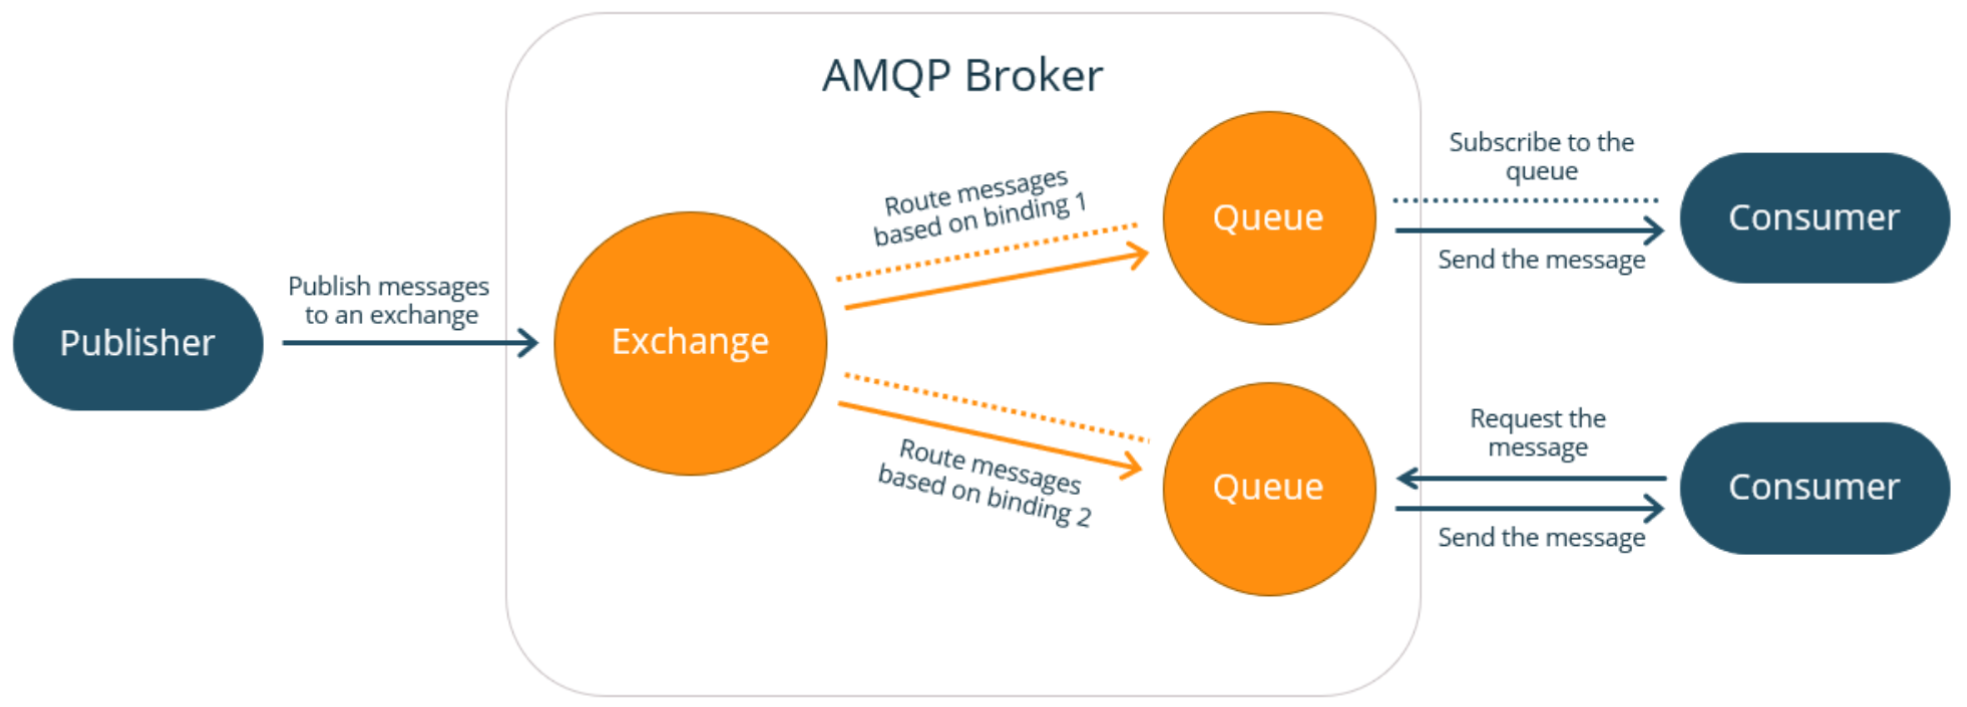 AMQP Broker
Publisher
Publish messages
to an exchange
Exchange
Route messages
based on binding 1
Route messages
based on binding 2
Queue
Subscribe to the
queue
Send the message
Consumer
Queue
Request the
message
Send the message
Consumer